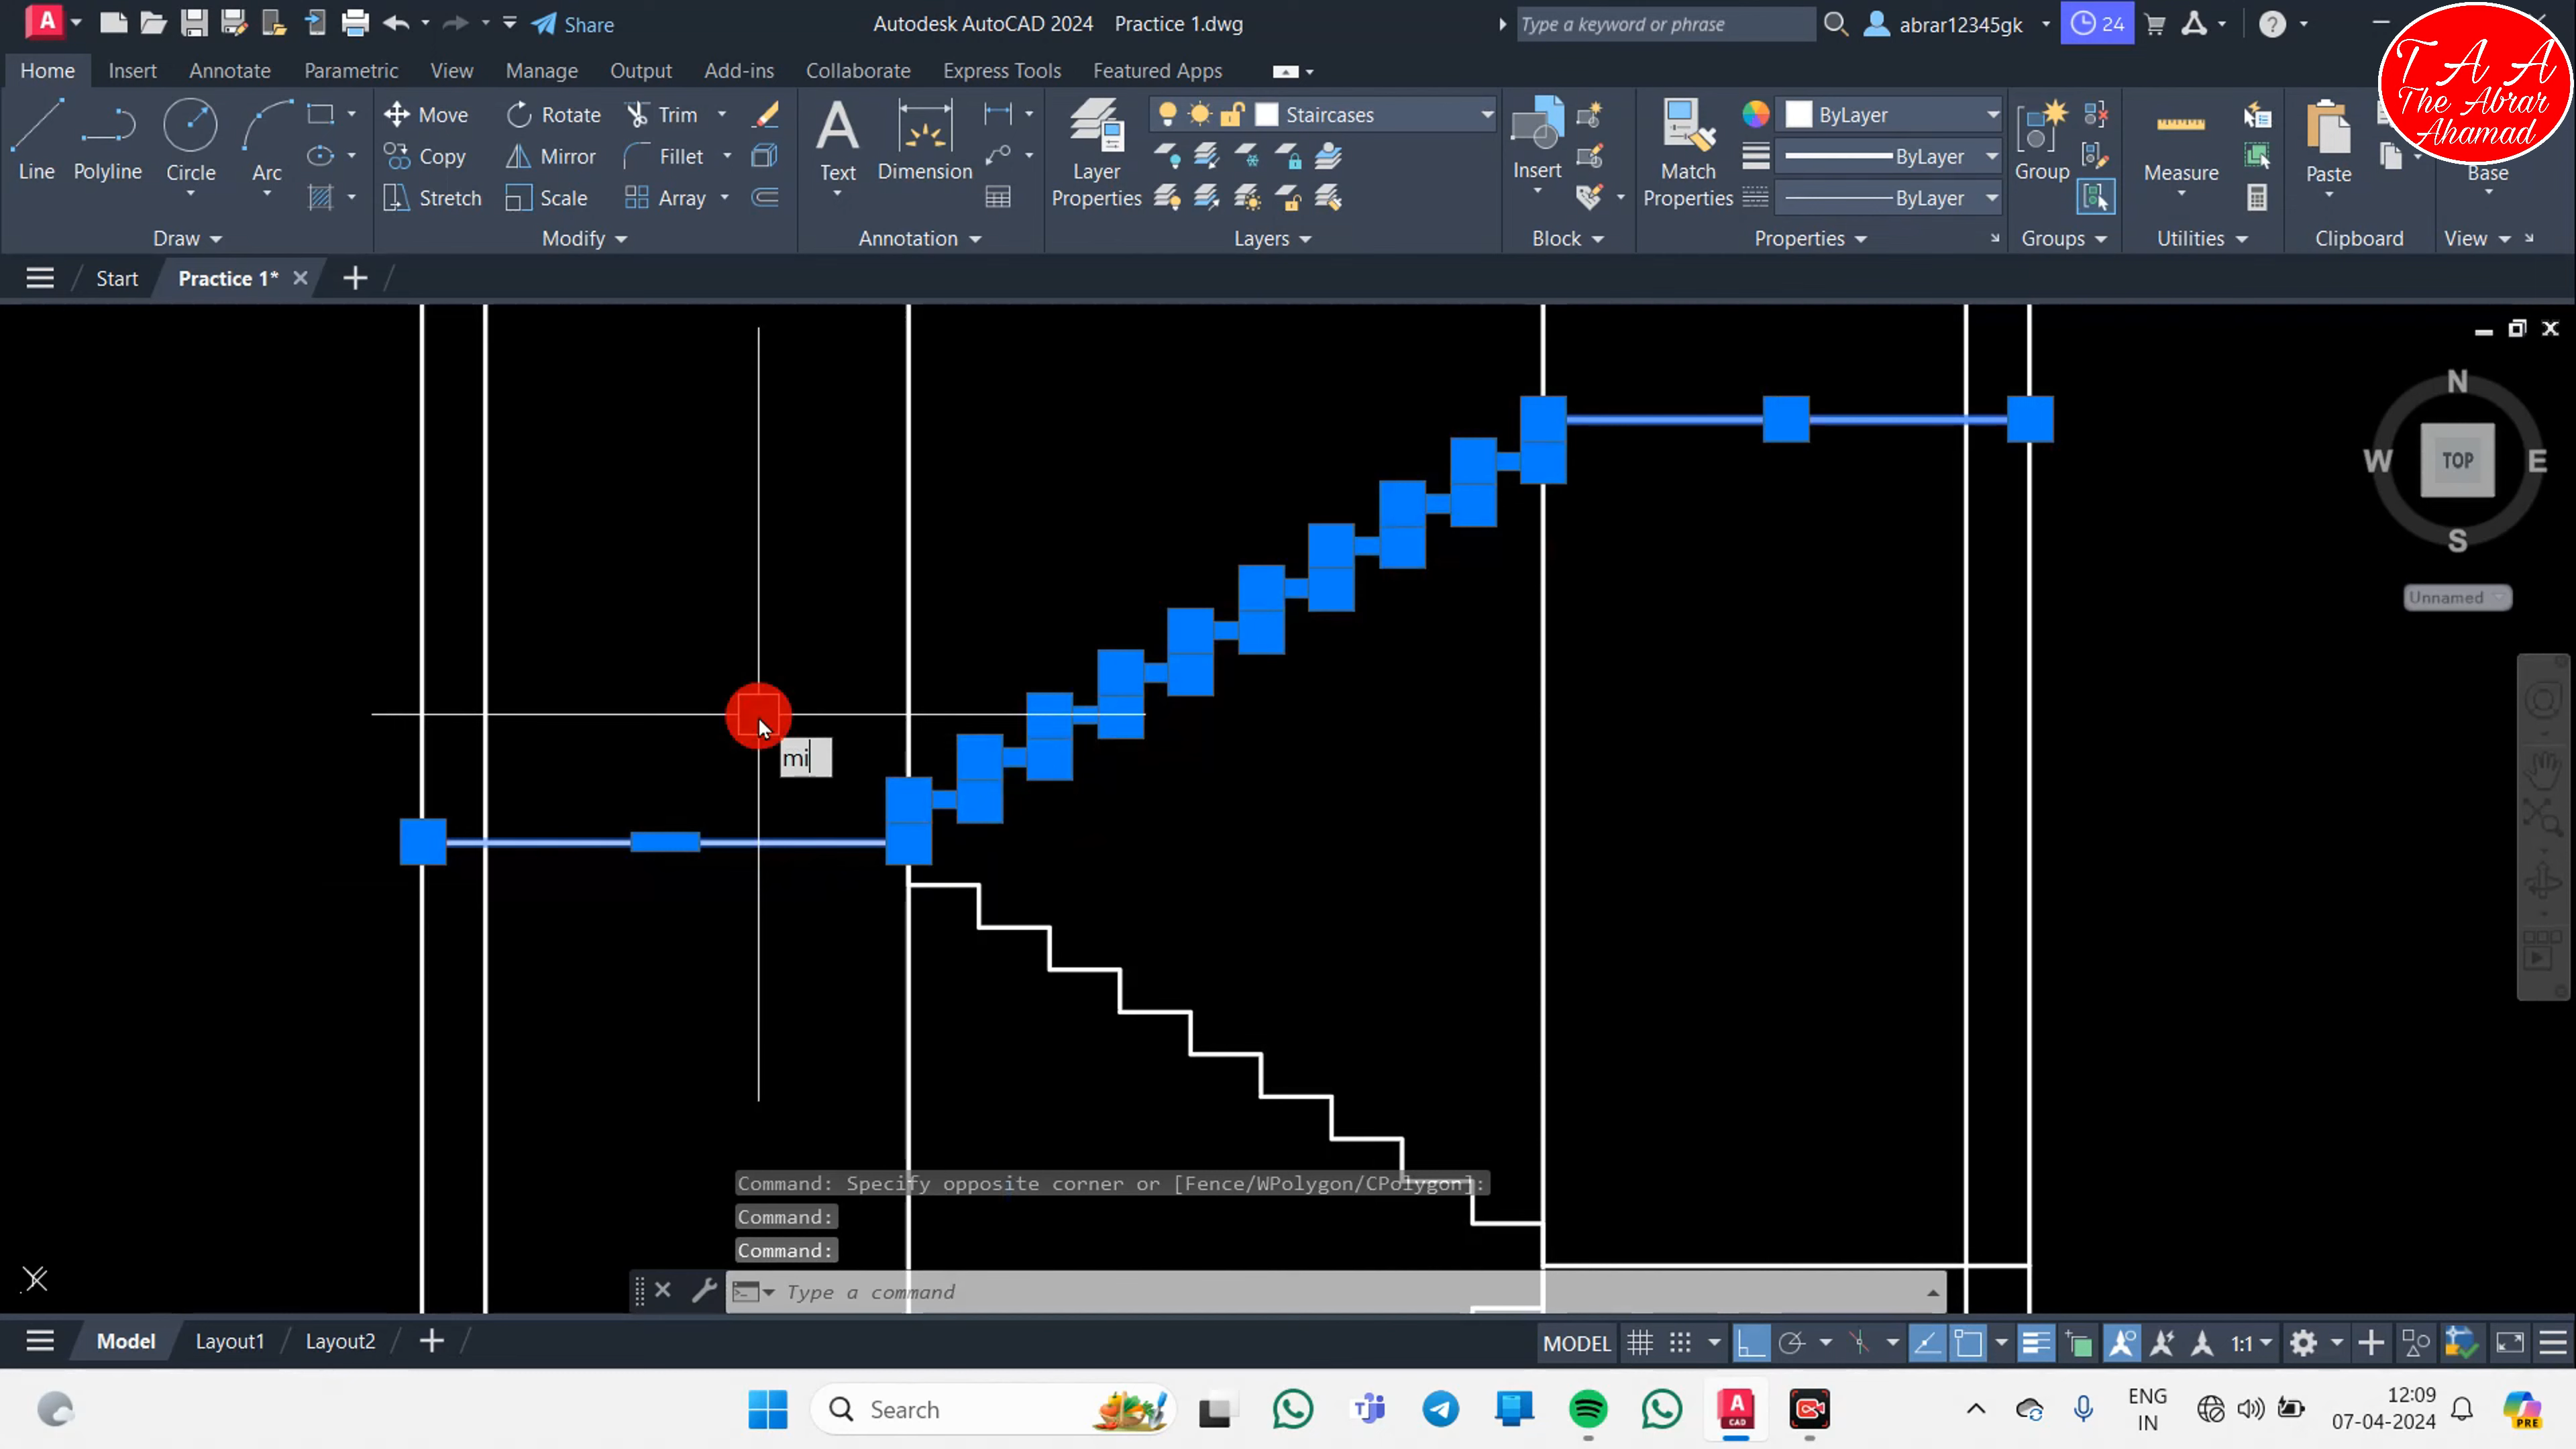 Share
Autodesk AutoCAD 2024 Practice 1.dwg
Type a keyword or phrase
abrar12345gk
24
T A A
The Abrar
Ahamad
Home Insert Annotate Parametric View Manage Output Add-ins Collaborate Express Tools Featured Apps
Line Polyline Circle Arc
Move Rotate Trim
Copy Mirror Fillet
Stretch Scale Array
Text Dimension
Layer Properties
Staircases
Insert
Match Properties
ByLayer
ByLayer
ByLayer
Group
Measure
Paste
Base
Draw Modify Annotation Layers Block Properties Groups Utilities Clipboard View
Start Practice 1*
N
W TOP E
S
Unnamed
mi
Command: Specify opposite corner or [Fence/WPolygon/CPolygon]:
Command:
Command:
Type a command
Model Layout1 Layout2
MODEL 1:1
Search
ENG
IN
12:09
07-04-2024
PRE
A
CAD